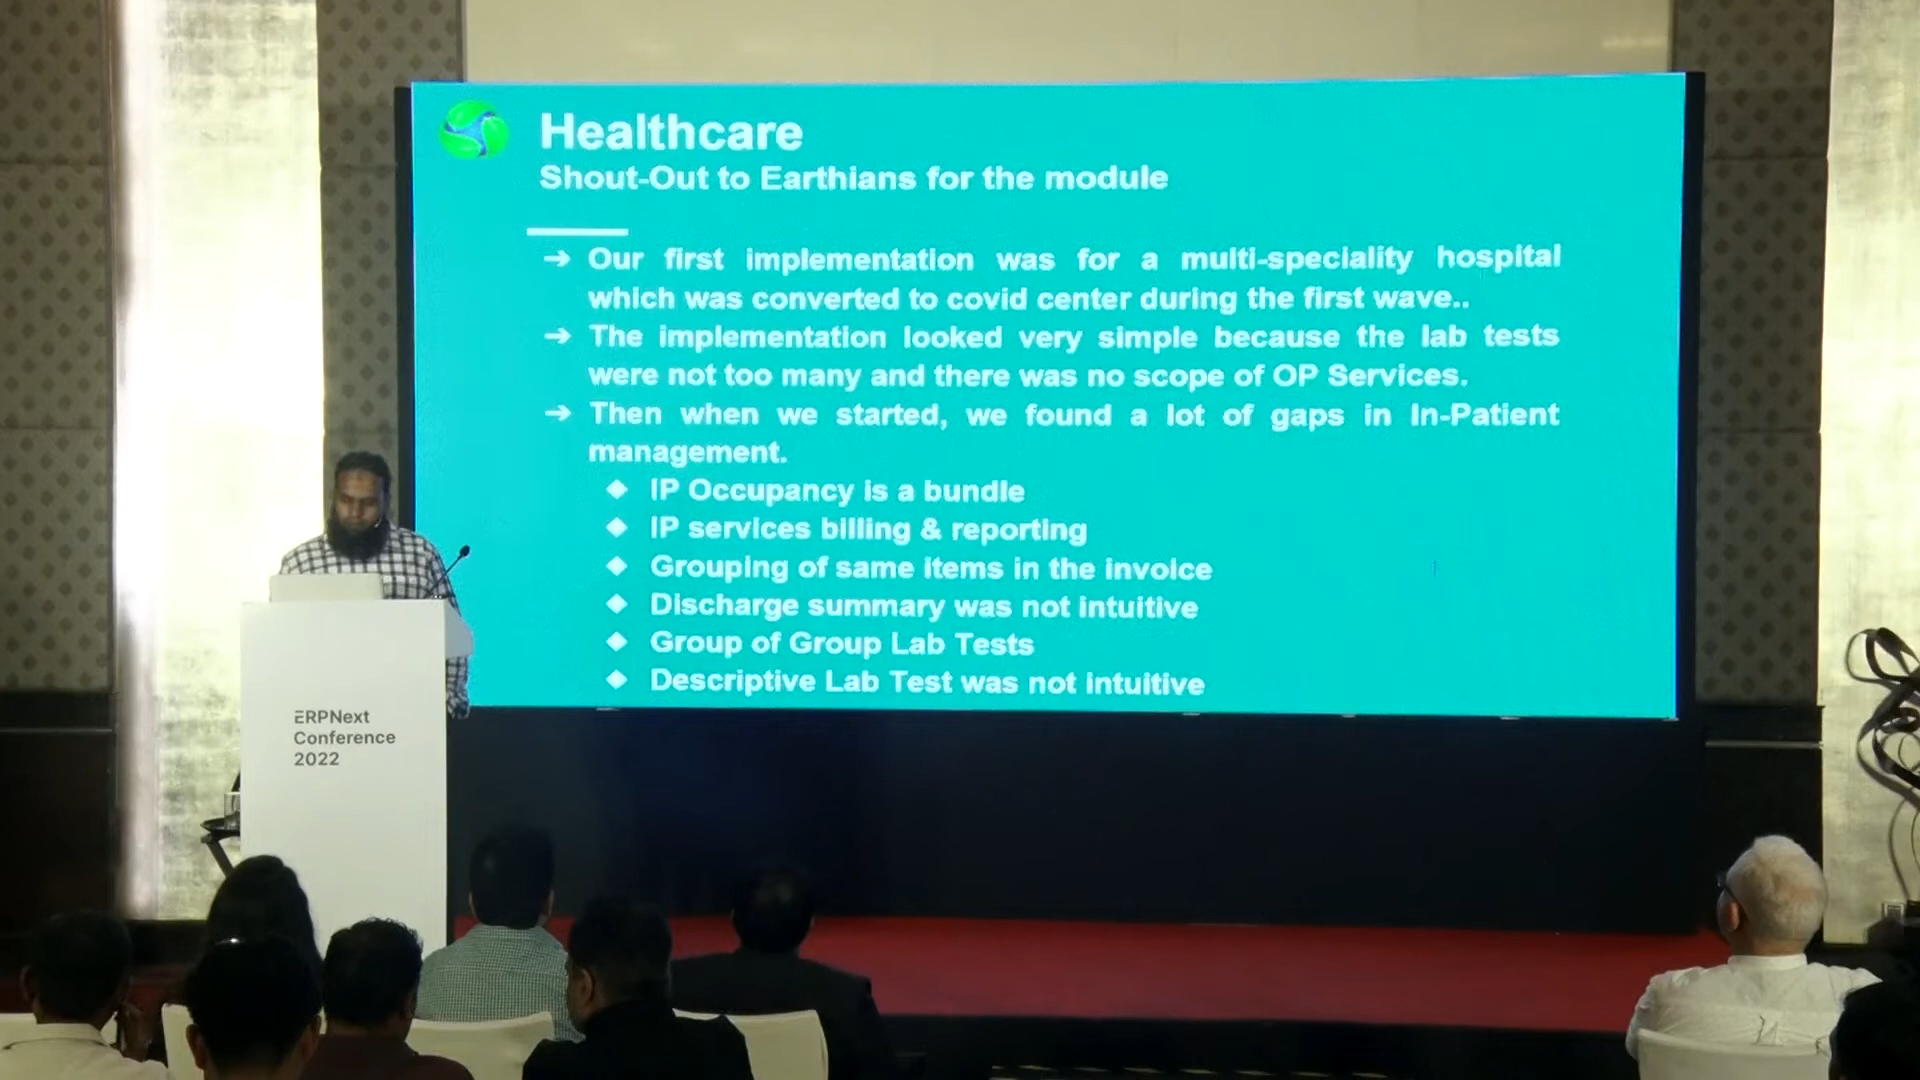 Healthcare
Shout-Out to Earthians for the module
➔ Our first implementation was for a multi-speciality hospital
which was converted to covid center during the first wave..
➔ The implementation looked very simple because the lab tests
were not too many and there was no scope of OP Services.
➔ Then when we started, we found a lot of gaps in In-Patient
management.
◆ IP Occupancy is a bundle
◆ IP services billing & reporting
◆ Grouping of same items in the invoice
◆ Discharge summary was not intuitive
◆ Group of Group Lab Tests
◆ Descriptive Lab Test was not intuitive
ERPNext
Conference
2022